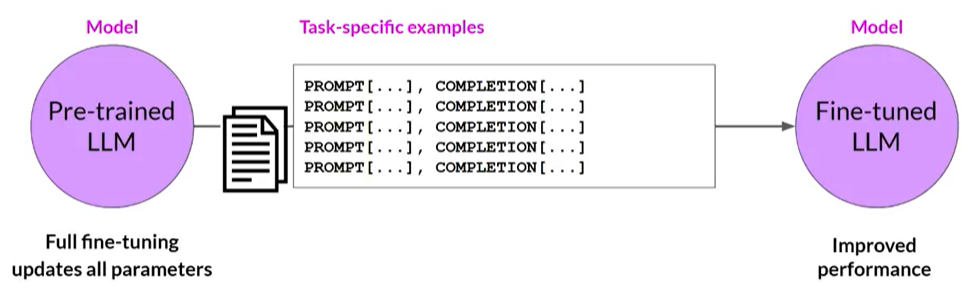 Model
Task-specific examples
Model
Pre-trained
LLM
PROMPT[...], COMPLETION[...]
PROMPT[...], COMPLETION[...]
PROMPT[...], COMPLETION[...]
PROMPT[...], COMPLETION[...]
PROMPT[...], COMPLETION[...]
Fine-tuned
LLM
Full fine-tuning
updates all parameters
Improved
performance